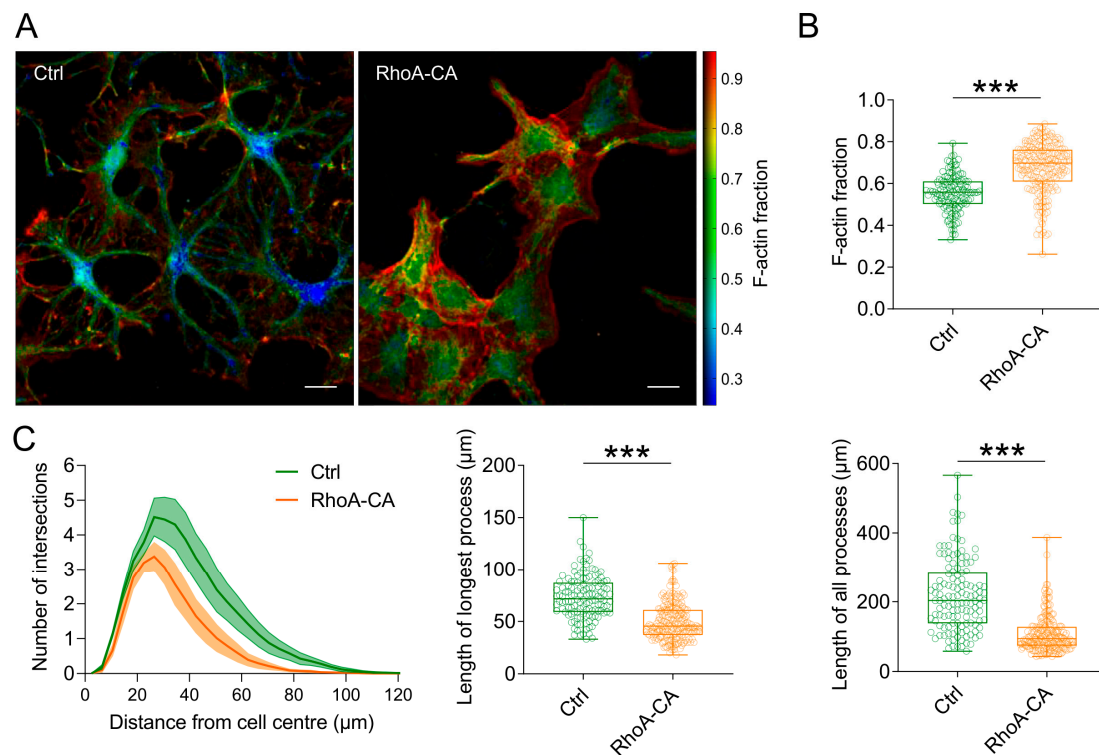 A
Ctrl
RhoA-CA
0.9
0.8
0.7
0.6
0.5
0.4
0.3
F-actin fraction
B
***
1.0
0.8
0.6
0.4
0.2
0.0
F-actin fraction
Ctrl
RhoA-CA
C
6
5
4
3
2
1
0
Number of intersections
Ctrl
RhoA-CA
0 20 40 60 80 100 120
Distance from cell centre (µm)
***
200
150
100
50
0
Length of longest process (µm)
Ctrl
RhoA-CA
***
600
400
200
0
Length of all processes (µm)
Ctrl
RhoA-CA